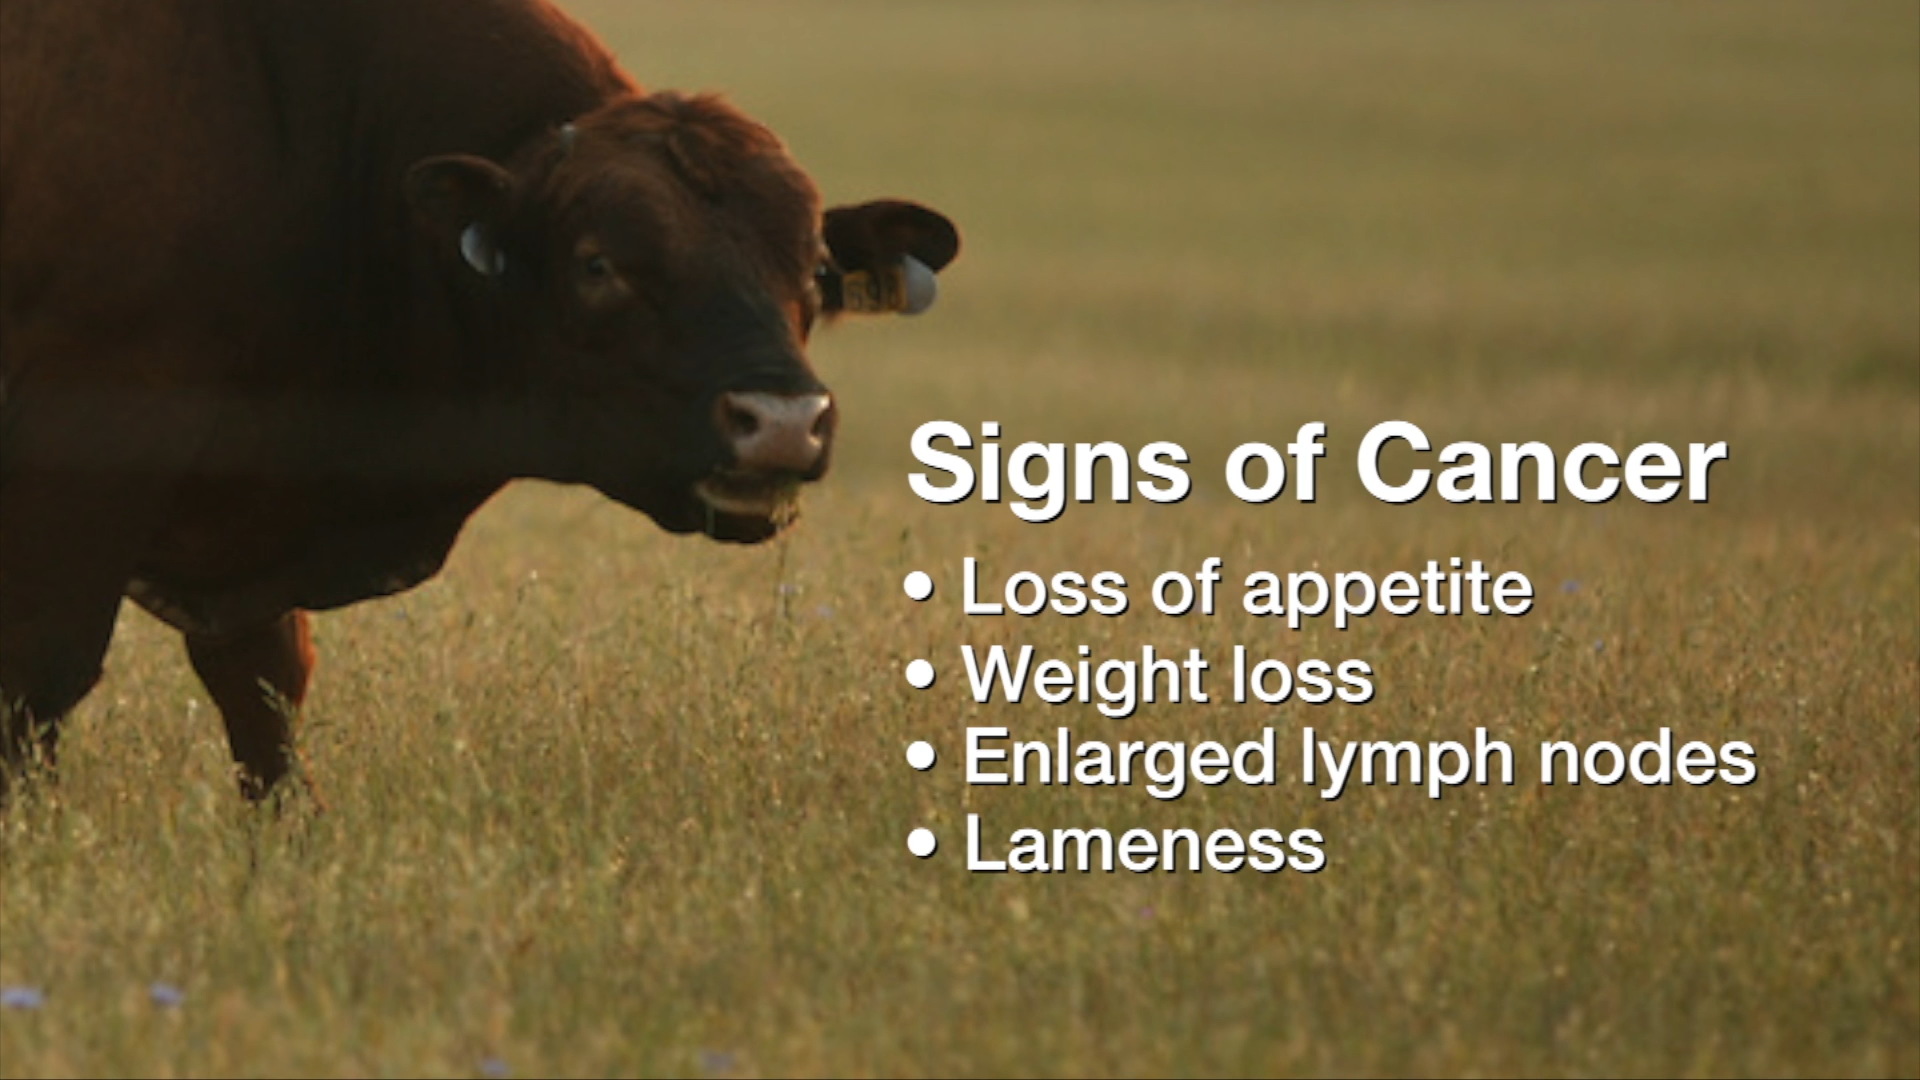 Signs of Cancer
• Loss of appetite
• Weight loss
• Enlarged lymph nodes
• Lameness